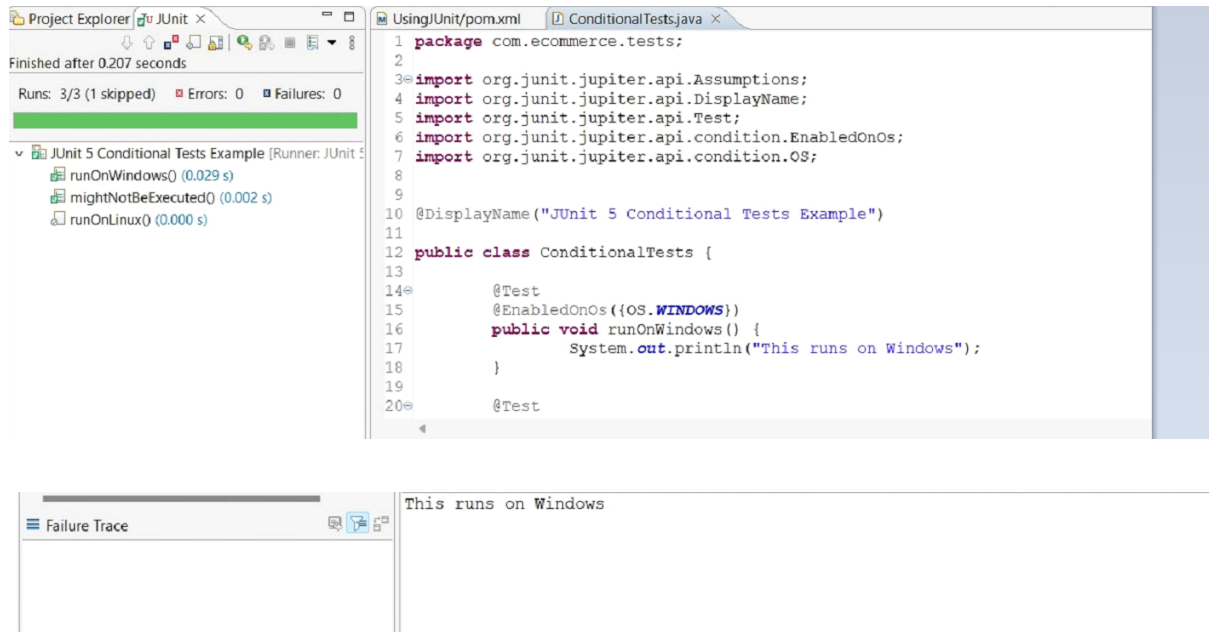 Project Explorer JUnit
Finished after 0.207 seconds
Runs: 3/3 (1 skipped) Errors: 0 Failures: 0
JUnit 5 Conditional Tests Example [Runner: JUnit 5
runOnWindows() (0.029 s)
mightNotBeExecuted() (0.002 s)
runOnLinux() (0.000 s)
UsingJUnit/pom.xml ConditionalTests.java
1 package com.ecommerce.tests;
2
3 import org.junit.jupiter.api.Assumptions;
4 import org.junit.jupiter.api.DisplayName;
5 import org.junit.jupiter.api.Test;
6 import org.junit.jupiter.api.condition.EnabledOnOs;
7 import org.junit.jupiter.api.condition.OS;
8
9
10 @DisplayName("JUnit 5 Conditional Tests Example")
11
12 public class ConditionalTests {
13
14 @Test
15 @EnabledOnOs({OS.WINDOWS})
16 public void runOnWindows() {
17 System.out.println("This runs on Windows");
18 }
19
20 @Test
Failure Trace
This runs on Windows